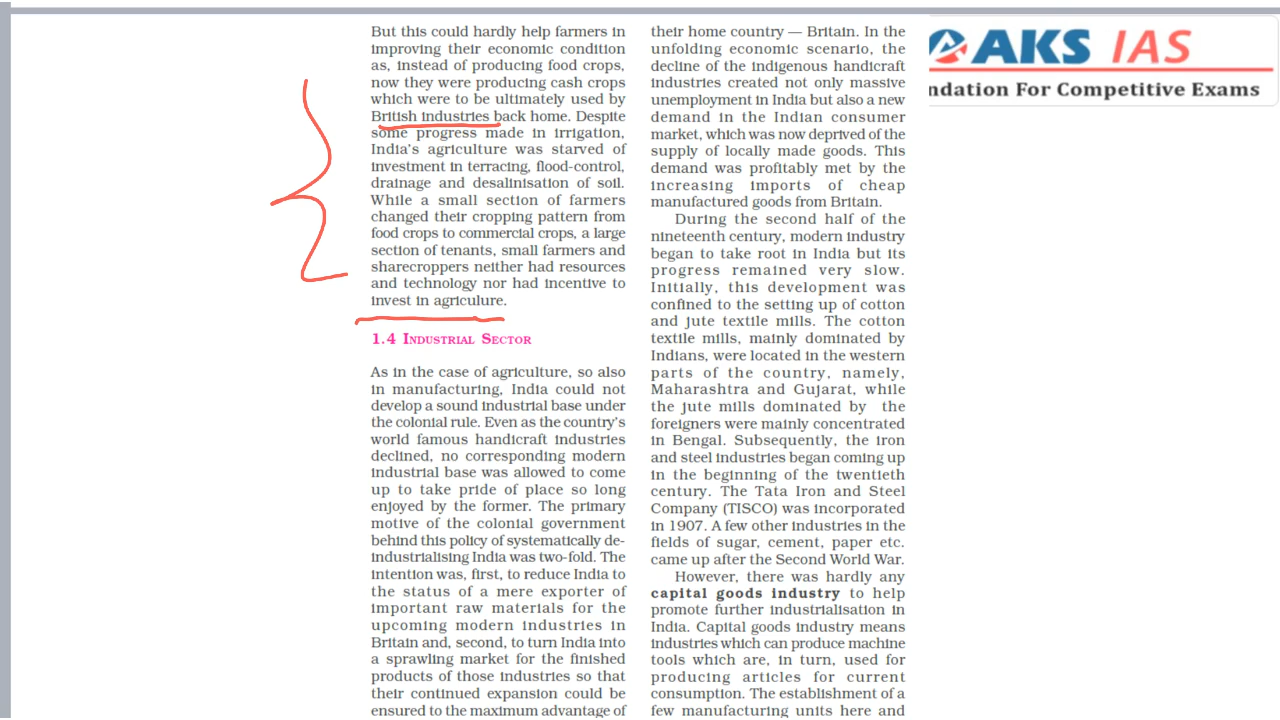 But this could hardly help farmers in
improving their economic condition
as, instead of producing food crops,
now they were producing cash crops
which were to be ultimately used by
British industries back home. Despite
some progress made in irrigation,
India's agriculture was starved of
investment in terracing, flood-control,
drainage and desalinisation of soil.
While a small section of farmers
changed their cropping pattern from
food crops to commercial crops, a large
section of tenants, small farmers and
sharecroppers neither had resources
and technology nor had incentive to
invest in agriculure.
1.4 INDUSTRIAL SECTOR
As in the case of agriculture, so also
in manufacturing, India could not
develop a sound industrial base under
the colonial rule. Even as the country's
world famous handicraft industries
declined, no corresponding modern
industrial base was allowed to come
up to take pride of place so long
enjoyed by the former. The primary
motive of the colonial government
behind this policy of systematically de-
industrialising India was two-fold. The
intention was, first, to reduce India to
the status of a mere exporter of
important raw materials for the
upcoming modern industries in
Britain and, second, to turn India into
a sprawling market for the finished
products of those industries so that
their continued expansion could be
ensured to the maximum advantage of
their home country — Britain. In the
unfolding economic scenario, the
decline of the indigenous handicraft
industries created not only massive
unemployment in India but also a new
demand in the Indian consumer
market, which was now deprived of the
supply of locally made goods. This
demand was profitably met by the
increasing imports of cheap
manufactured goods from Britain.
During the second half of the
nineteenth century, modern industry
began to take root in India but its
progress remained very slow.
Initially, this development was
confined to the setting up of cotton
and jute textile mills. The cotton
textile mills, mainly dominated by
Indians, were located in the western
parts of the country, namely,
Maharashtra and Gujarat, while
the jute mills dominated by the
foreigners were mainly concentrated
in Bengal. Subsequently, the iron
and steel industries began coming up
in the beginning of the twentieth
century. The Tata Iron and Steel
Company (TISCO) was incorporated
in 1907. A few other industries in the
fields of sugar, cement, paper etc.
came up after the Second World War.
However, there was hardly any
capital goods industry to help
promote further industrialisation in
India. Capital goods industry means
industries which can produce machine
tools which are, in turn, used for
producing articles for current
consumption. The establishment of a
few manufacturing units here and
AKS IAS
ndation For Competitive Exams